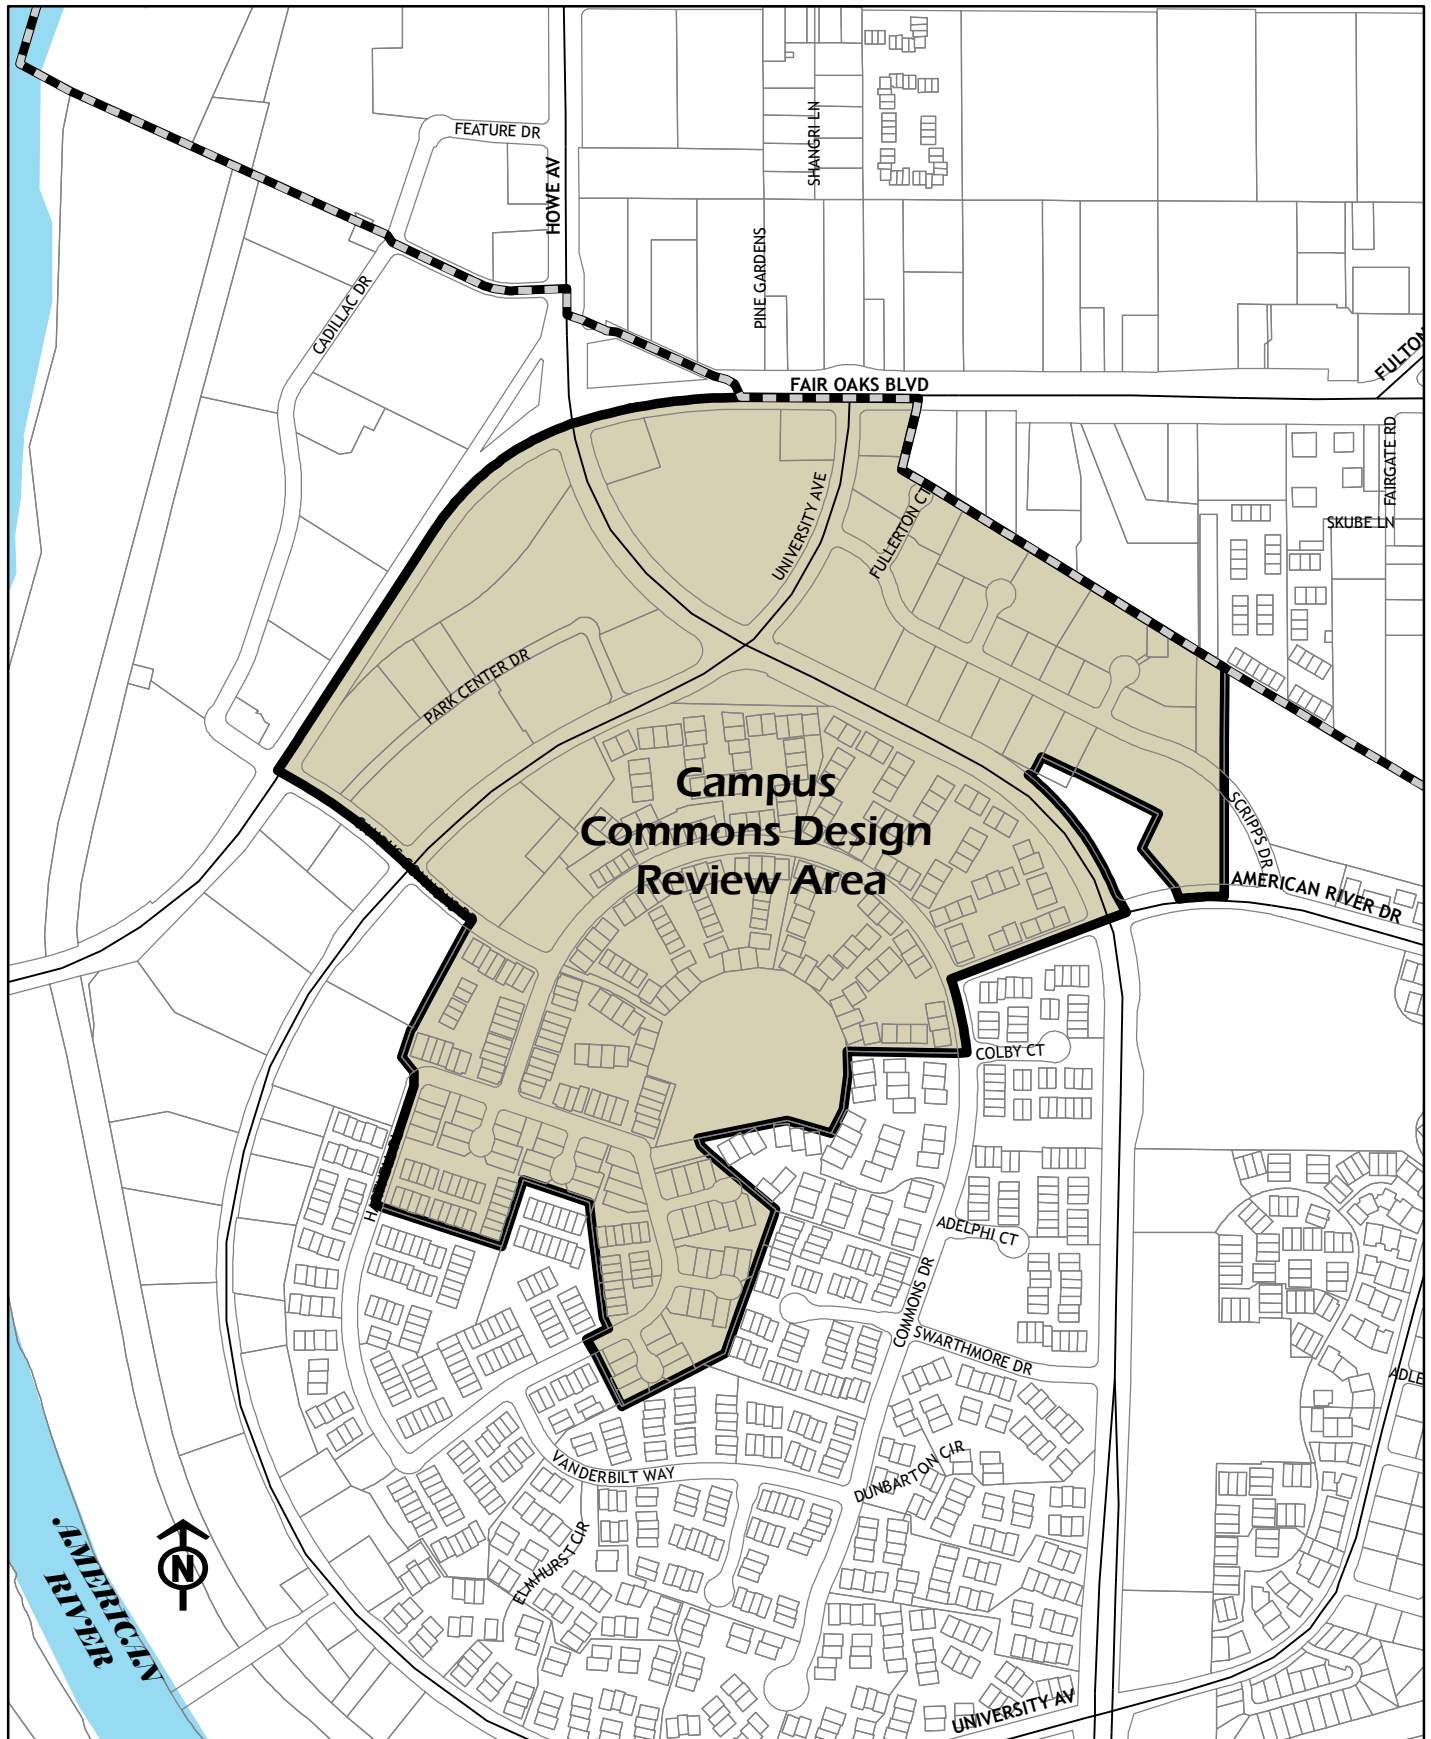 FEATURE DR
HOWE AV
SHANGRI LN
PINE GARDENS
CADILLAC DR
FAIR OAKS BLVD
FULTON
FAIRGATE RD
SKUBE LN
UNIVERSITY AVE
FULLERTON CT
PARK CENTER DR
Campus
Commons Design
Review Area
SCRIPPS DR
AMERICAN RIVER DR
COLBY CT
ADELPHI CT
COMMONS DR
SWARTHMORE DR
ADLE
VANDERBILT WAY
DUNBARTON CIR
ELMHURST CIR
AMERICAN
RIVER
N
UNIVERSITY AV